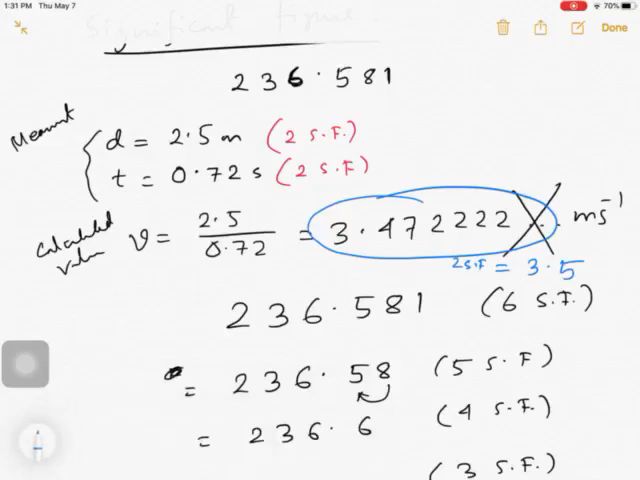 1:31 PM Thu May 7
70%
Done
Significant figure.
236.581
Measured
d = 2.5 m (2 S.F.)
t = 0.72 s (2 S.F)
Calculated value
v = 2.5 / 0.72 = 3.472222... ms⁻¹
2 S.F = 3.5
236.581 (6 S.F.)
= 236.58 (5 S.F)
= 236.6 (4 S.F.)
(3 S.F.)